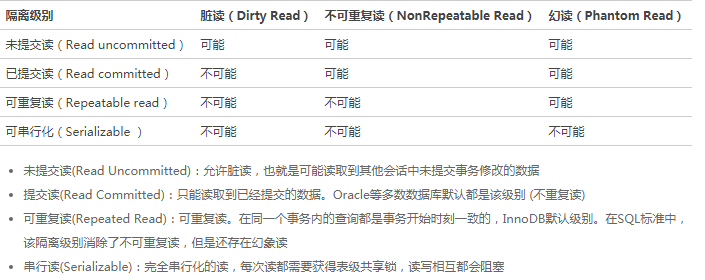 隔离级别 脏读（Dirty Read） 不可重复读（NonRepeatable Read） 幻读（Phantom Read）
未提交读（Read uncommitted） 可能 可能 可能
已提交读（Read committed） 不可能 可能 可能
可重复读（Repeatable read） 不可能 不可能 可能
可串行化（Serializable ） 不可能 不可能 不可能
未提交读(Read Uncommitted)：允许脏读，也就是可能读取到其他会话中未提交事务修改的数据
提交读(Read Committed)：只能读取到已经提交的数据。Oracle等多数数据库默认都是该级别 (不重复读)
可重复读(Repeated Read)：可重复读。在同一个事务内的查询都是事务开始时刻一致的，InnoDB默认级别。在SQL标准中，
该隔离级别消除了不可重复读，但是还存在幻象读
串行读(Serializable)：完全串行化的读，每次读都需要获得表级共享锁，读写相互都会阻塞